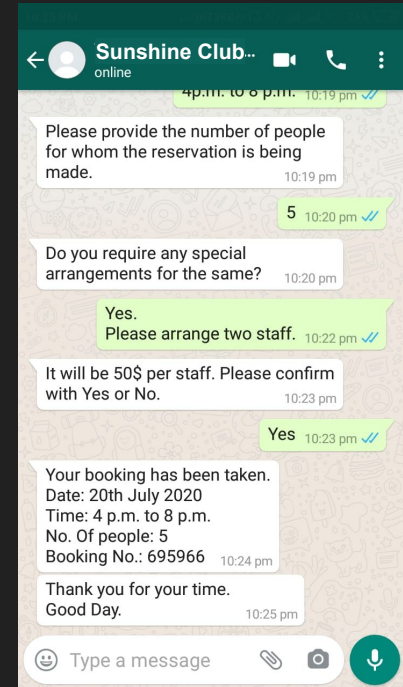 Sunshine Club...
online
4p.m. to 8 p.m. 10:19 pm
Please provide the number of people
for whom the reservation is being
made. 10:19 pm
5 10:20 pm
Do you require any special
arrangements for the same? 10:20 pm
Yes.
Please arrange two staff. 10:22 pm
It will be 50$ per staff. Please confirm
with Yes or No. 10:23 pm
Yes 10:23 pm
Your booking has been taken.
Date: 20th July 2020
Time: 4 p.m. to 8 p.m.
No. Of people: 5
Booking No.: 695966 10:24 pm
Thank you for your time.
Good Day. 10:25 pm
Type a message